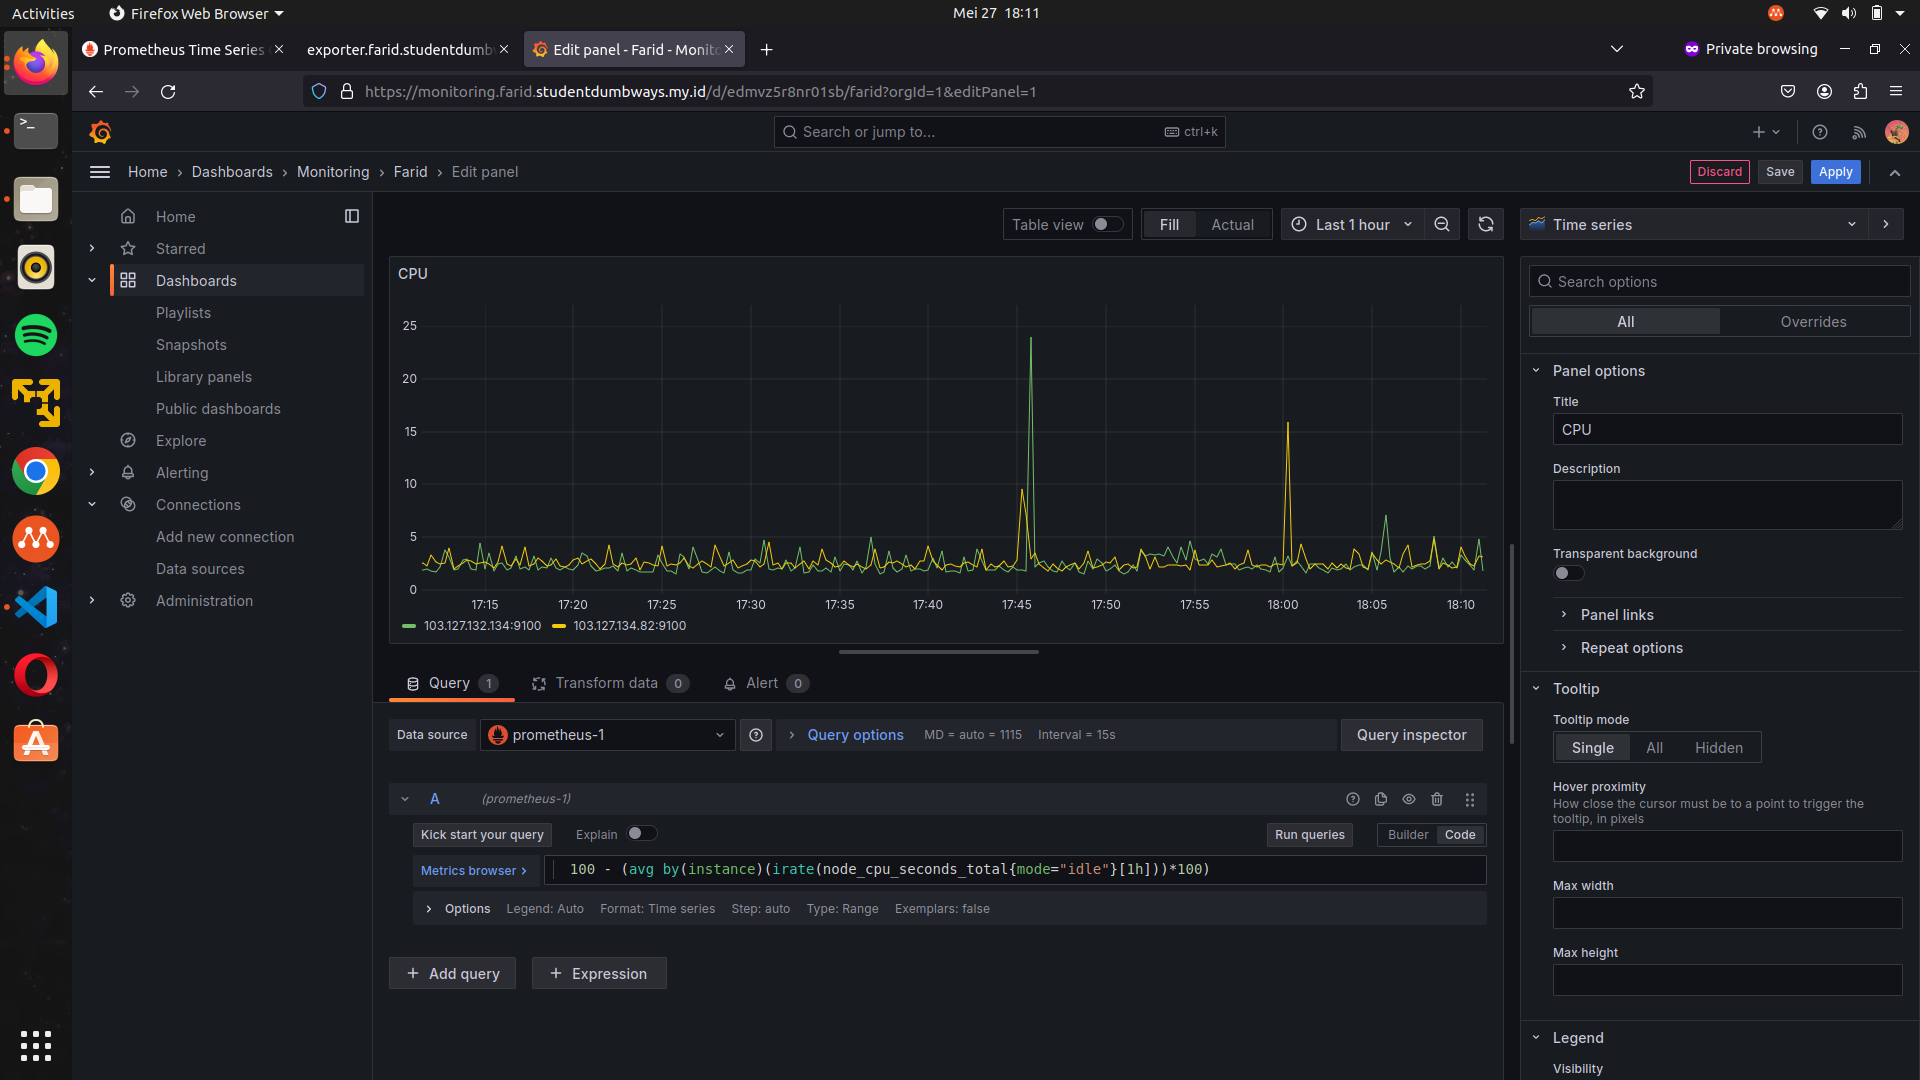 Activities
Firefox Web Browser
Mei 27 18:11
Prometheus Time Series
exporter.farid.studentdumbw
Edit panel - Farid - Monito
Private browsing
https://monitoring.farid.studentdumbways.my.id/d/edmvz5r8nr01sb/farid?orgId=1&editPanel=1
Search or jump to...
ctrl+k
Home › Dashboards › Monitoring › Farid › Edit panel
Discard
Save
Apply
Home
Starred
Dashboards
Playlists
Snapshots
Library panels
Public dashboards
Explore
Alerting
Connections
Add new connection
Data sources
Administration
Table view
Fill
Actual
Last 1 hour
Time series
CPU
25
20
15
10
5
0
17:15 17:20 17:25 17:30 17:35 17:40 17:45 17:50 17:55 18:00 18:05 18:10
103.127.132.134:9100 103.127.134.82:9100
Query 1
Transform data 0
Alert 0
Data source
prometheus-1
Query options
MD = auto = 1115
Interval = 15s
Query inspector
A
(prometheus-1)
Kick start your query
Explain
Run queries
Builder
Code
Metrics browser >
100 - (avg by(instance)(irate(node_cpu_seconds_total{mode="idle"}[1h]))*100)
Options
Legend: Auto
Format: Time series
Step: auto
Type: Range
Exemplars: false
+ Add query
+ Expression
Search options
All
Overrides
Panel options
Title
CPU
Description
Transparent background
Panel links
Repeat options
Tooltip
Tooltip mode
Single
All
Hidden
Hover proximity
How close the cursor must be to a point to trigger the
tooltip, in pixels
Max width
Max height
Legend
Visibility